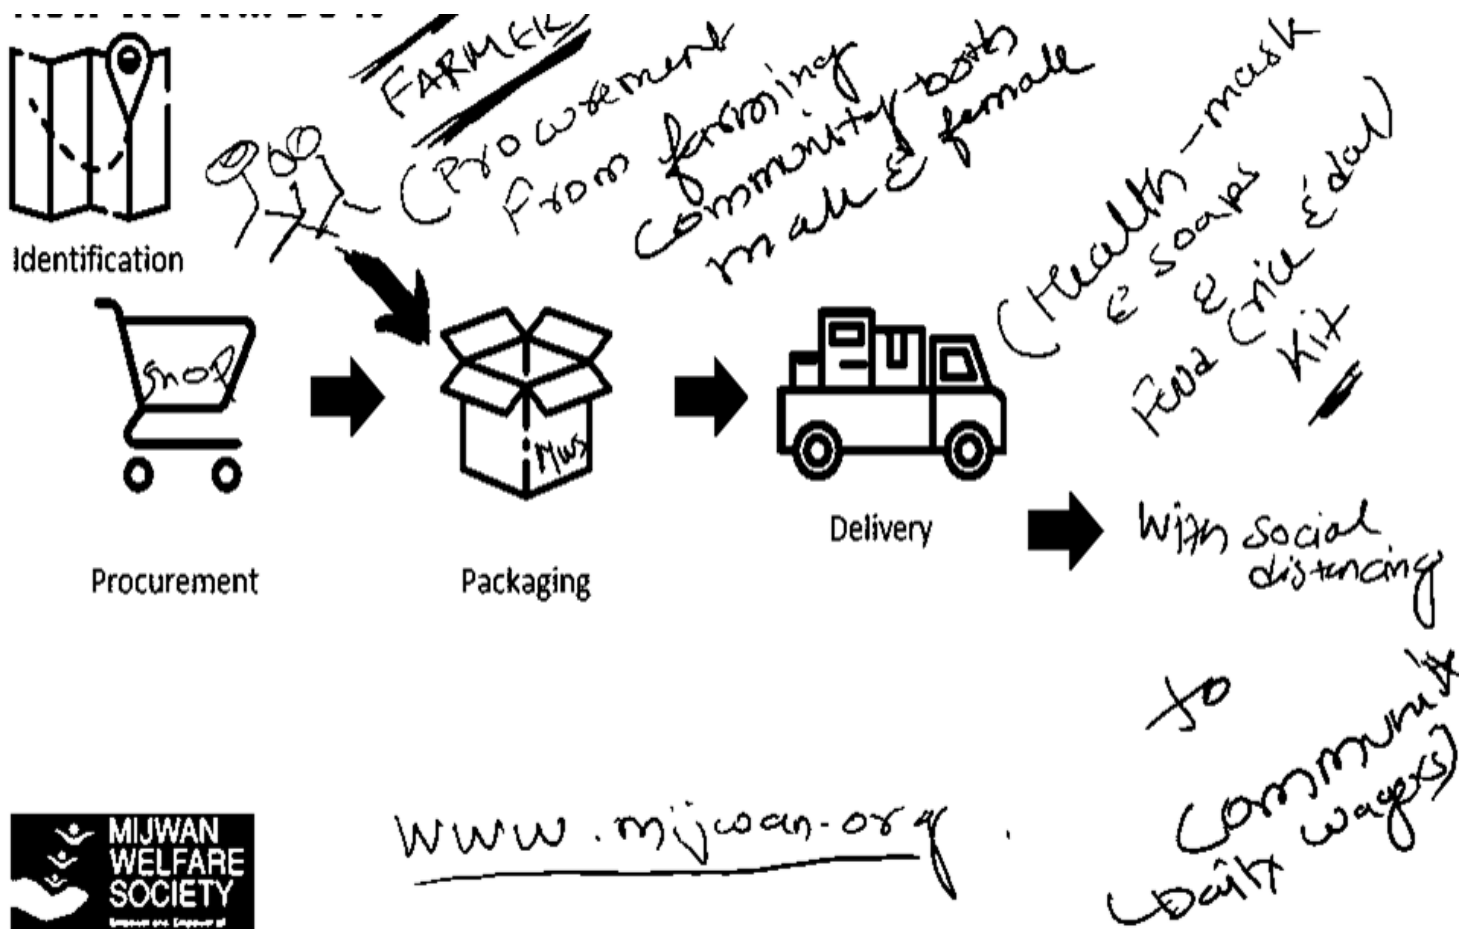 FARMER
(Procurement
From farming
community both
male & female
Identification
(Health - mask
& soaps
&
Food (rice & dal)
Kit
Shop
MWS
Procurement
Packaging
Delivery
With social
distancing
to
Community
(Daily wagers)
www.mijwan.org
MIJWAN
WELFARE
SOCIETY